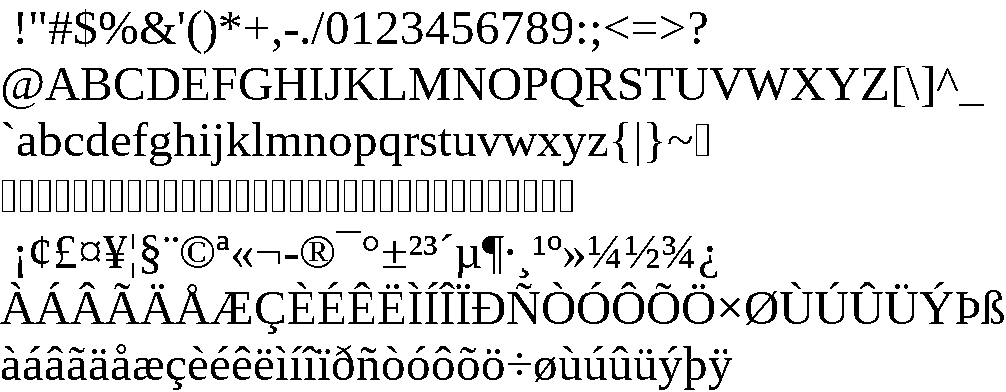 !"#$%&'()*+,-./0123456789:;<=>?
@ABCDEFGHIJKLMNOPQRSTUVWXYZ[\]^_
`abcdefghijklmnopqrstuvwxyz{|}~
¡¢£¤¥¦§¨©ª«¬-®¯°±²³´µ¶·¸¹º»¼½¾¿
ÀÁÂÃÄÅÆÇÈÉÊËÌÍÎÏÐÑÒÓÔÕÖ×ØÙÚÛÜÝÞß
àáâãäåæçèéêëìíîïðñòóôõö÷øùúûüýþÿ